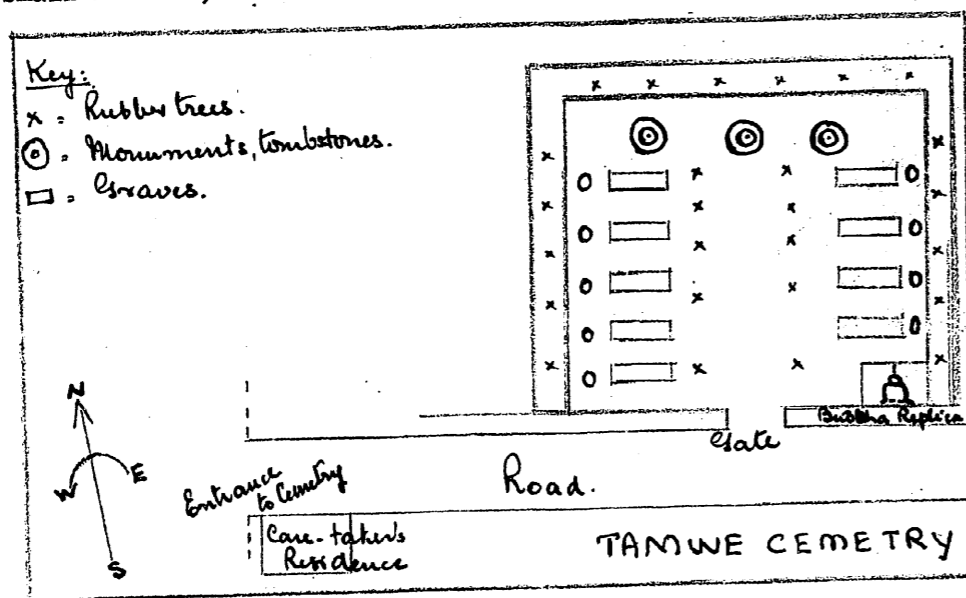 Key:
x = Rubber trees.
⊙ = Monuments, tombstones.
▭ = Graves.
N
W
E
S
Entrance
to Cemetry
Gate
Buddha Replica
Road.
Care-taker's
Residence
TAMWE CEMETRY